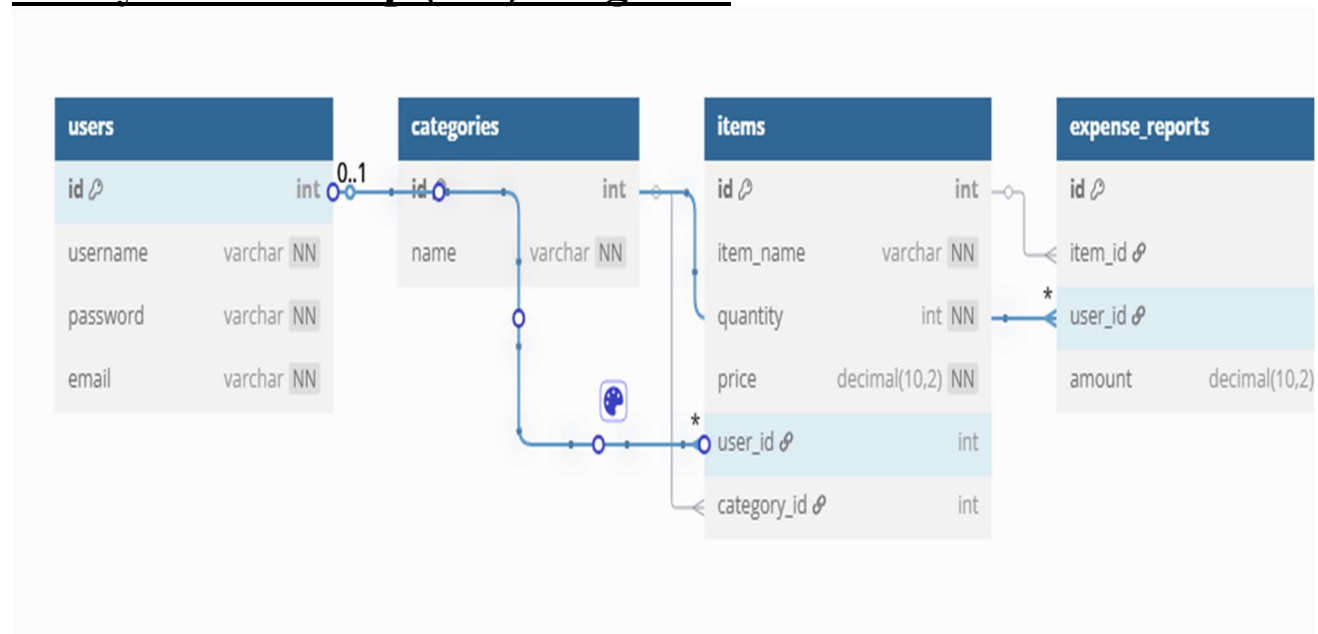 users
id int
username varchar NN
password varchar NN
email varchar NN
0..1
categories
id int
name varchar NN
items
id int
item_name varchar NN
quantity int NN
price decimal(10,2) NN
*
user_id int
category_id int
expense_reports
id
item_id
*
user_id
amount decimal(10,2)